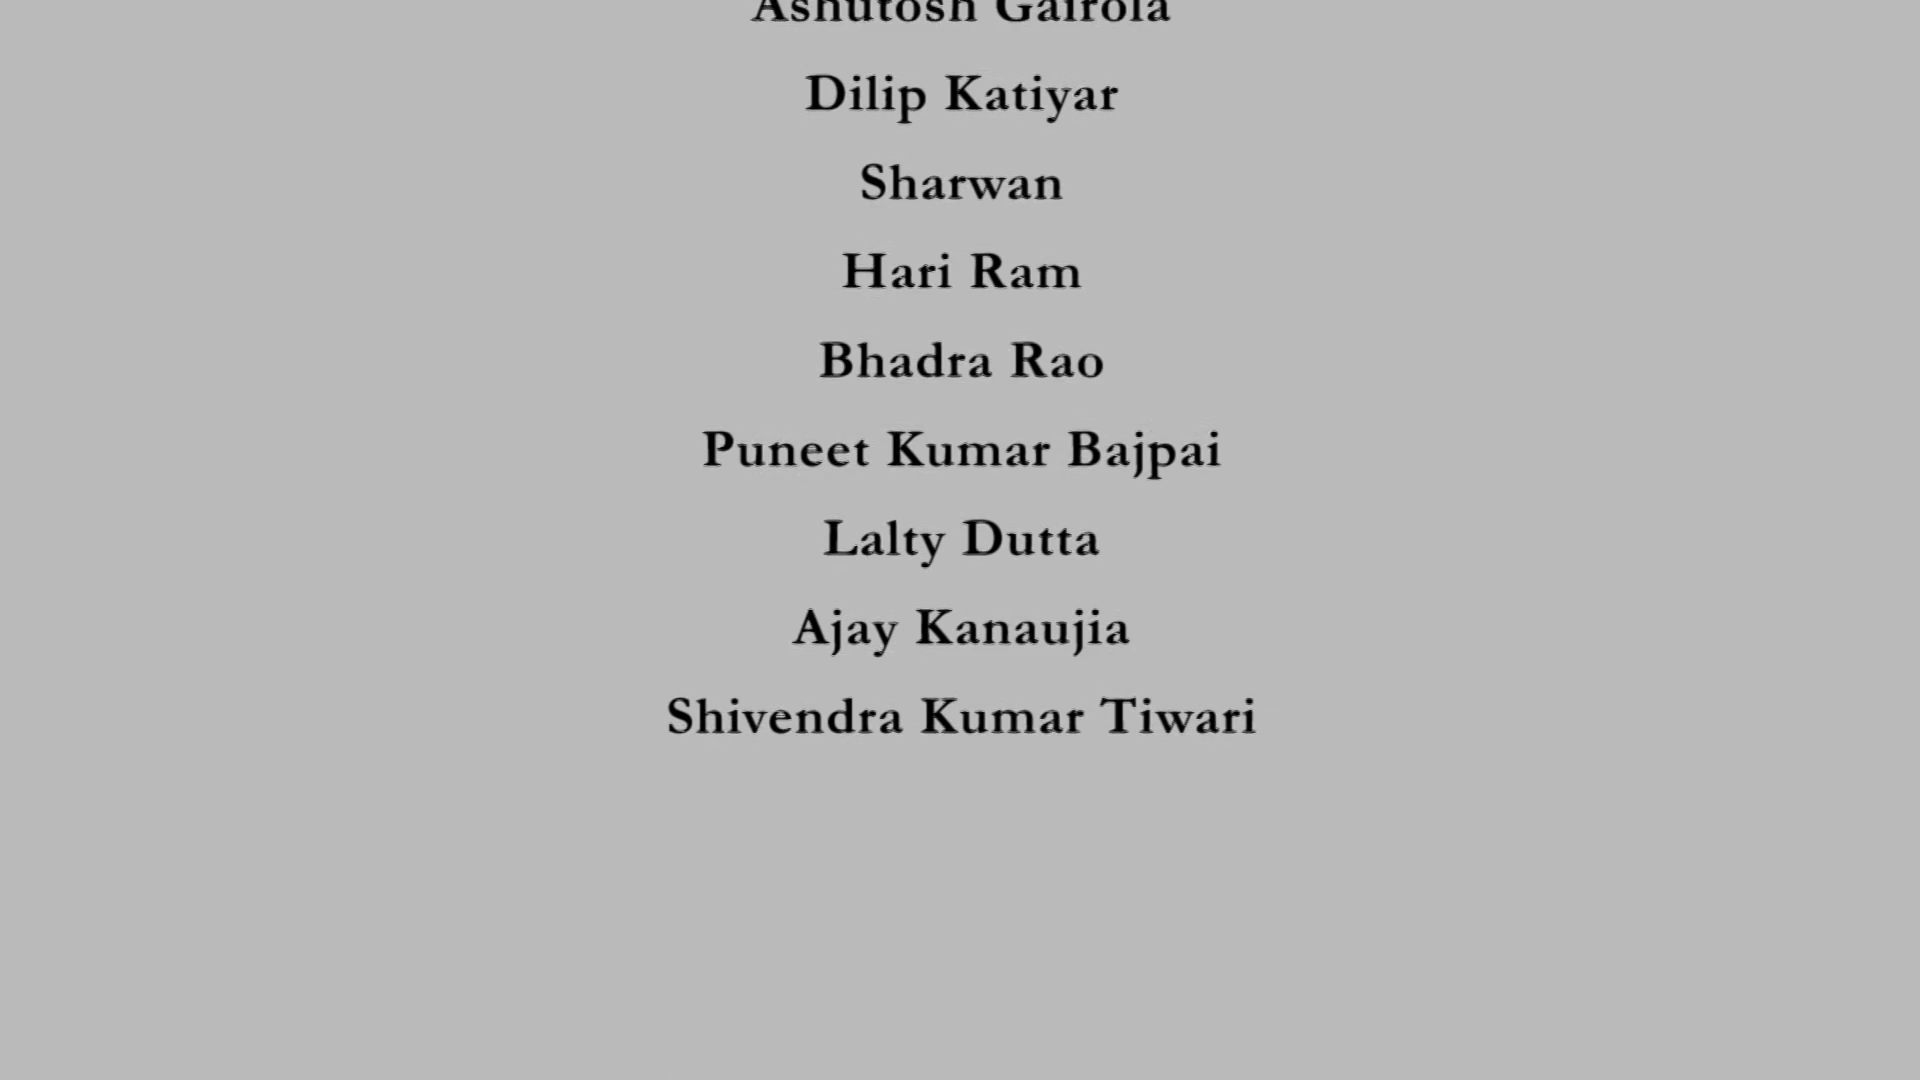 Ashutosh Gairola
Dilip Katiyar
Sharwan
Hari Ram
Bhadra Rao
Puneet Kumar Bajpai
Lalty Dutta
Ajay Kanaujia
Shivendra Kumar Tiwari